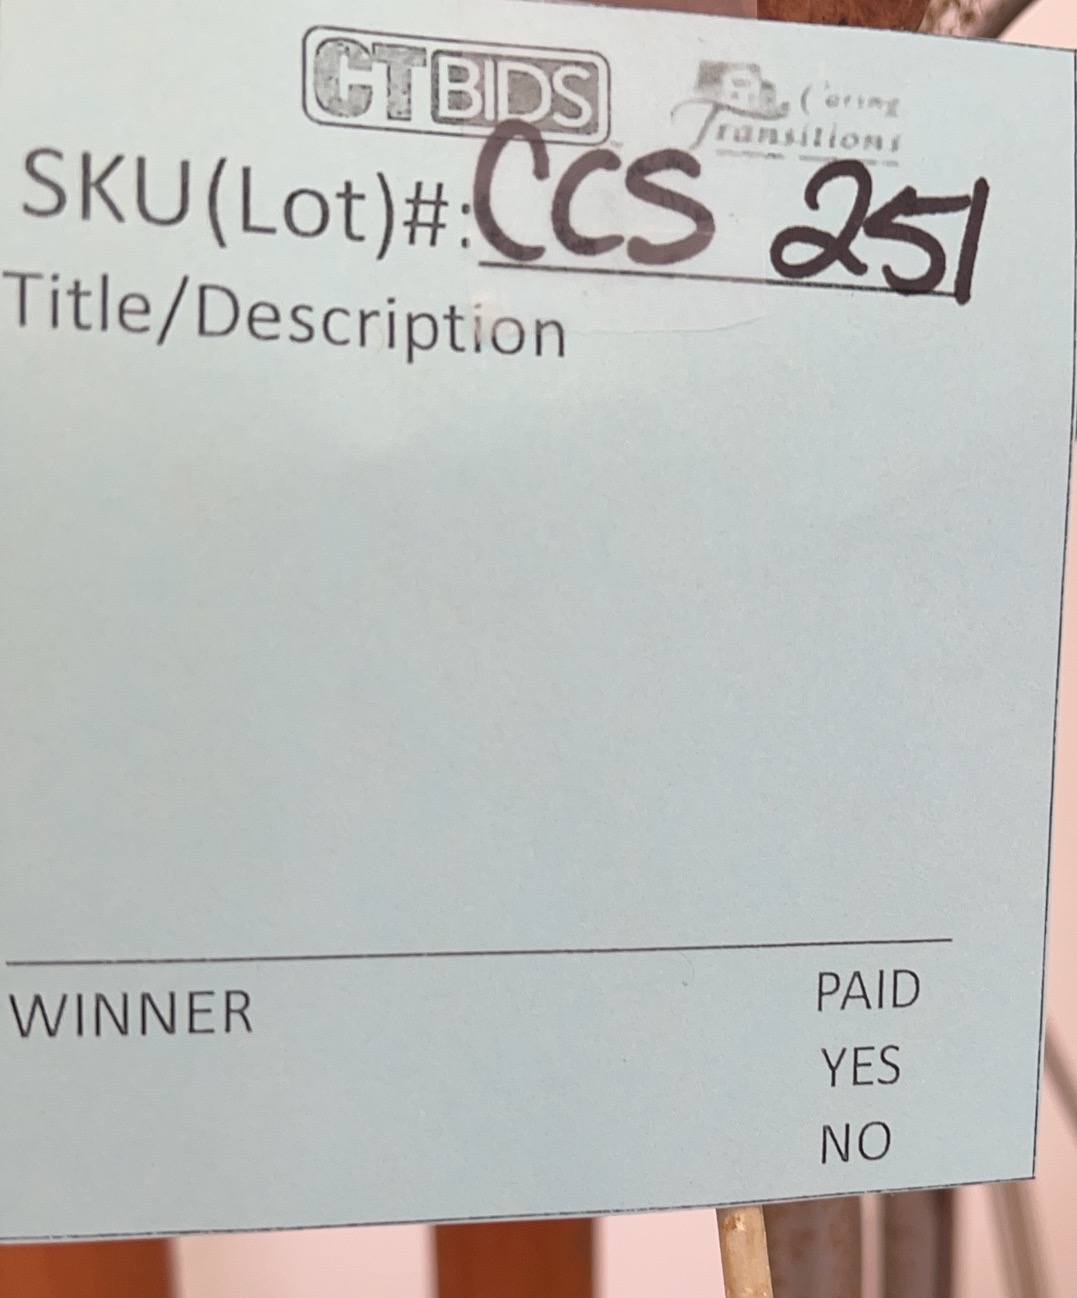 CTBIDS Caring Transitions
SKU(Lot)#: CCS 251
Title/Description
WINNER PAID
YES
NO